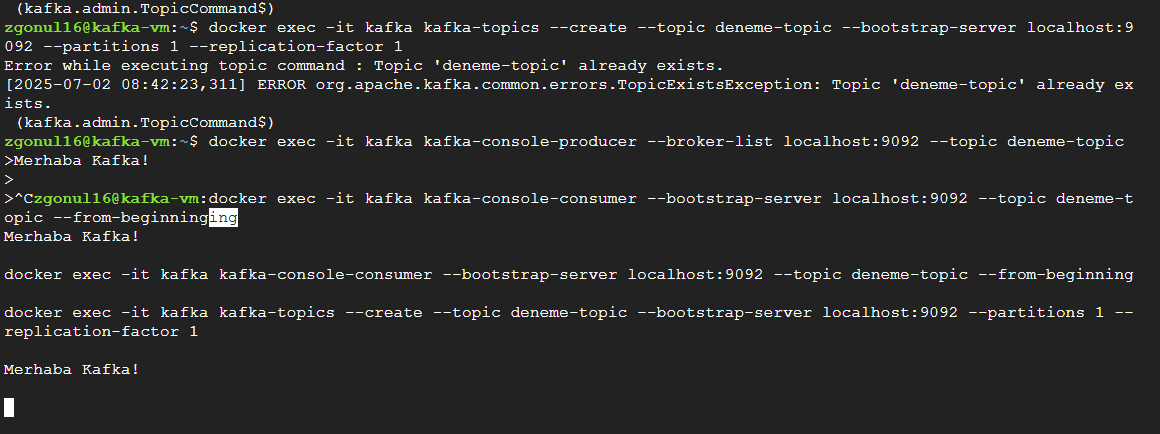 (kafka.admin.TopicCommand$)
zgonul16@kafka-vm:~$ docker exec -it kafka kafka-topics --create --topic deneme-topic --bootstrap-server localhost:9
092 --partitions 1 --replication-factor 1
Error while executing topic command : Topic 'deneme-topic' already exists.
[2025-07-02 08:42:23,311] ERROR org.apache.kafka.common.errors.TopicExistsException: Topic 'deneme-topic' already ex
ists.
(kafka.admin.TopicCommand$)
zgonul16@kafka-vm:~$ docker exec -it kafka kafka-console-producer --broker-list localhost:9092 --topic deneme-topic
>Merhaba Kafka!
>
>^Czgonul16@kafka-vm:docker exec -it kafka kafka-console-consumer --bootstrap-server localhost:9092 --topic deneme-t
opic --from-beginninging
Merhaba Kafka!
docker exec -it kafka kafka-console-consumer --bootstrap-server localhost:9092 --topic deneme-topic --from-beginning
docker exec -it kafka kafka-topics --create --topic deneme-topic --bootstrap-server localhost:9092 --partitions 1 --
replication-factor 1
Merhaba Kafka!